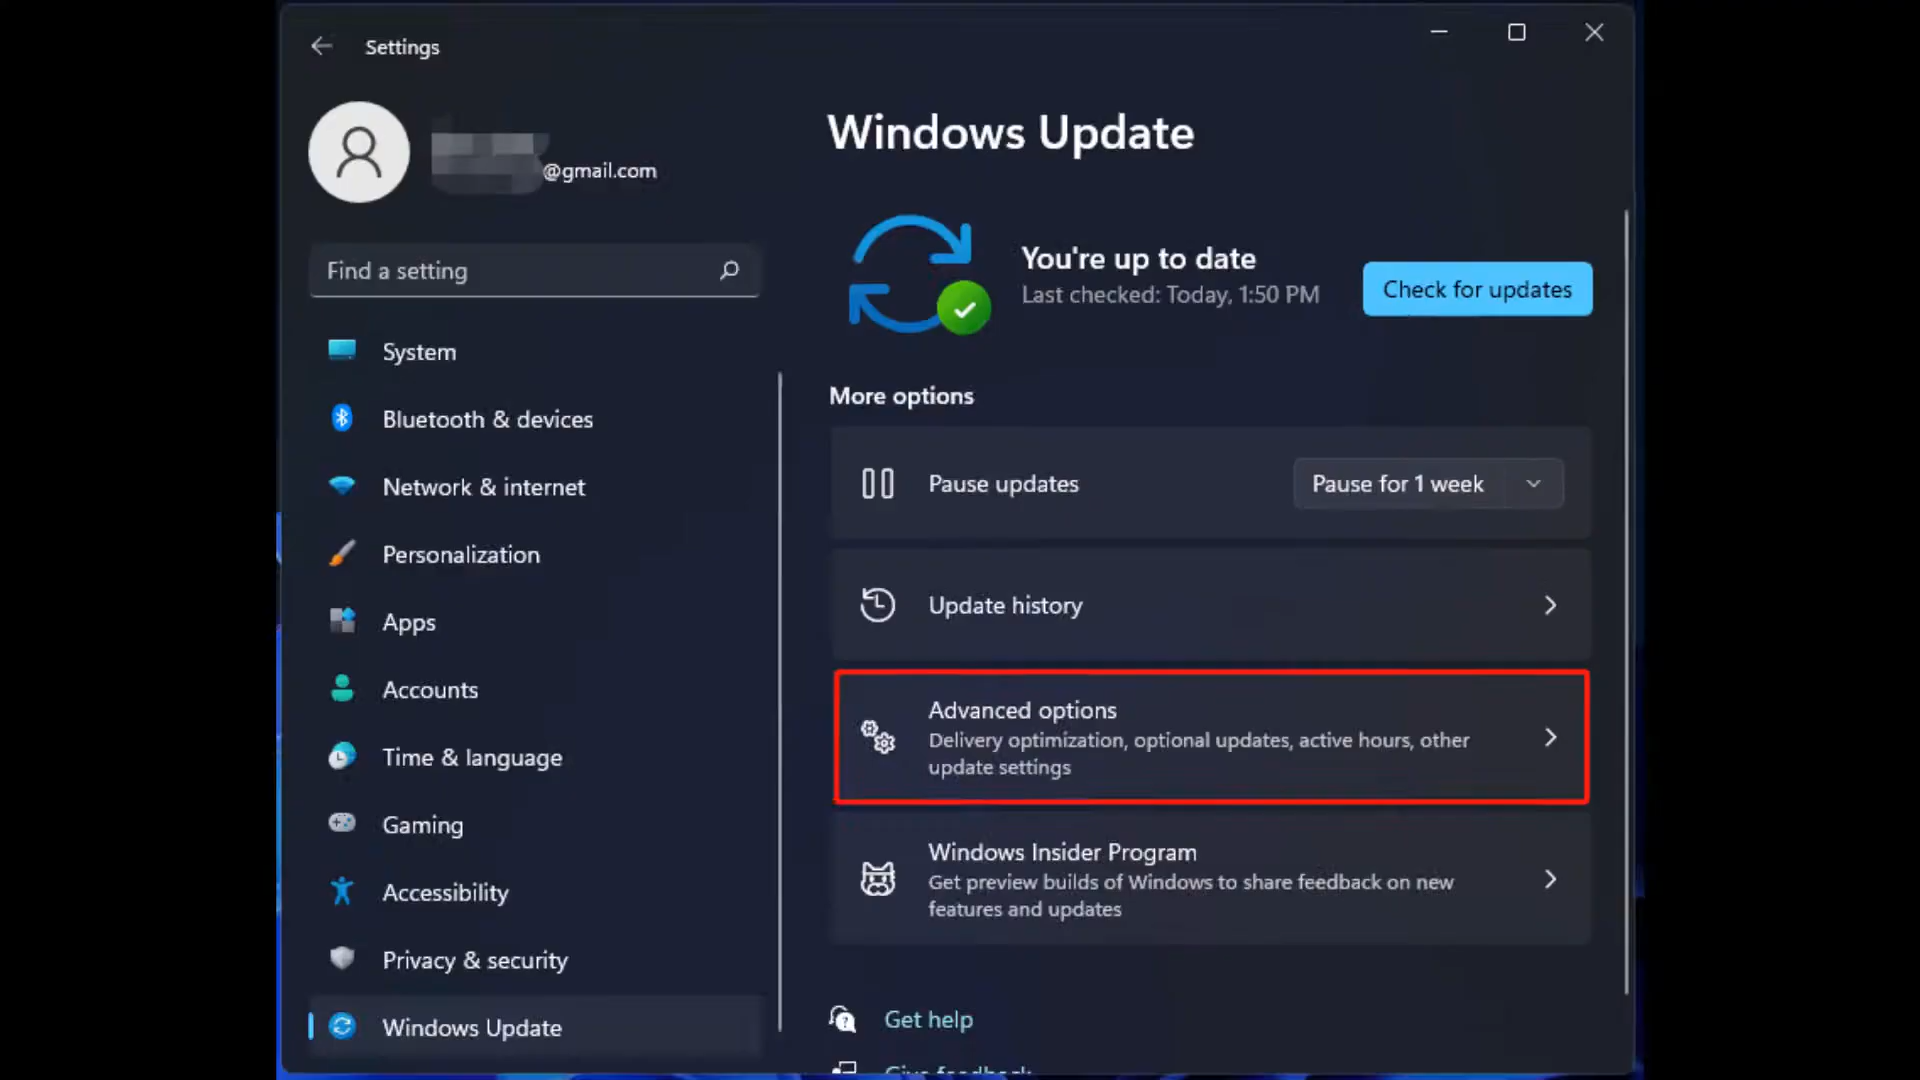 Settings
@gmail.com
Find a setting
System
Bluetooth & devices
Network & internet
Personalization
Apps
Accounts
Time & language
Gaming
Accessibility
Privacy & security
Windows Update
Windows Update
You're up to date
Last checked: Today, 1:50 PM
Check for updates
More options
Pause updates
Pause for 1 week
Update history
Advanced options
Delivery optimization, optional updates, active hours, other
update settings
Windows Insider Program
Get preview builds of Windows to share feedback on new
features and updates
Get help
Give feedback